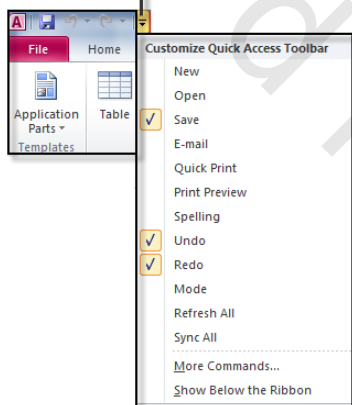 A
File Home
Application
Parts
Table
Templates
Customize Quick Access Toolbar
New
Open
Save
E-mail
Quick Print
Print Preview
Spelling
Undo
Redo
Mode
Refresh All
Sync All
More Commands...
Show Below the Ribbon